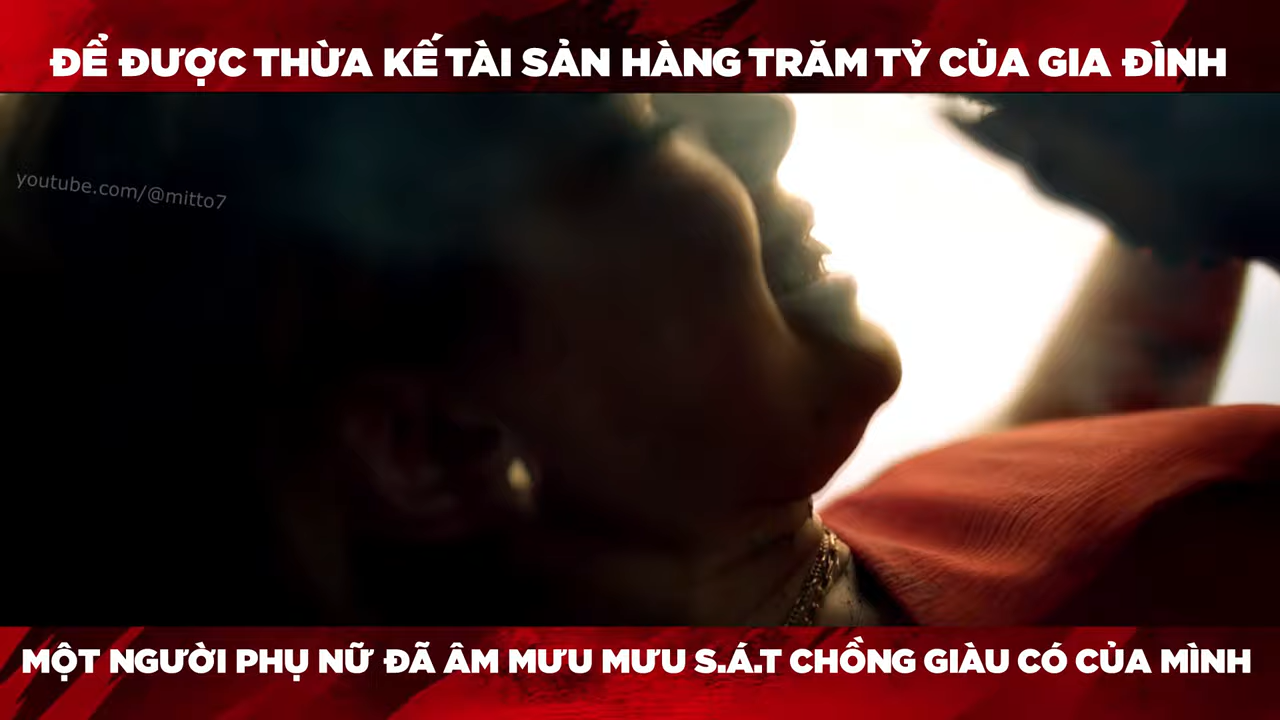 ĐỂ ĐƯỢC THỪA KẾ TÀI SẢN HÀNG TRĂM TỶ CỦA GIA ĐÌNH
youtube.com/@mitto7
MỘT NGƯỜI PHỤ NỮ ĐÃ ÂM MƯU MƯU S.Á.T CHỒNG GIÀU CÓ CỦA MÌNH